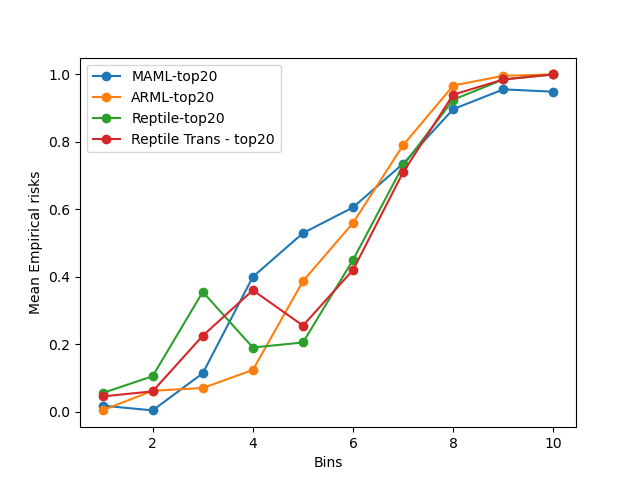 MAML-top20
ARML-top20
Reptile-top20
Reptile Trans - top20
1.0
0.8
0.6
0.4
0.2
0.0
Mean Empirical risks
2 4 6 8 10
Bins